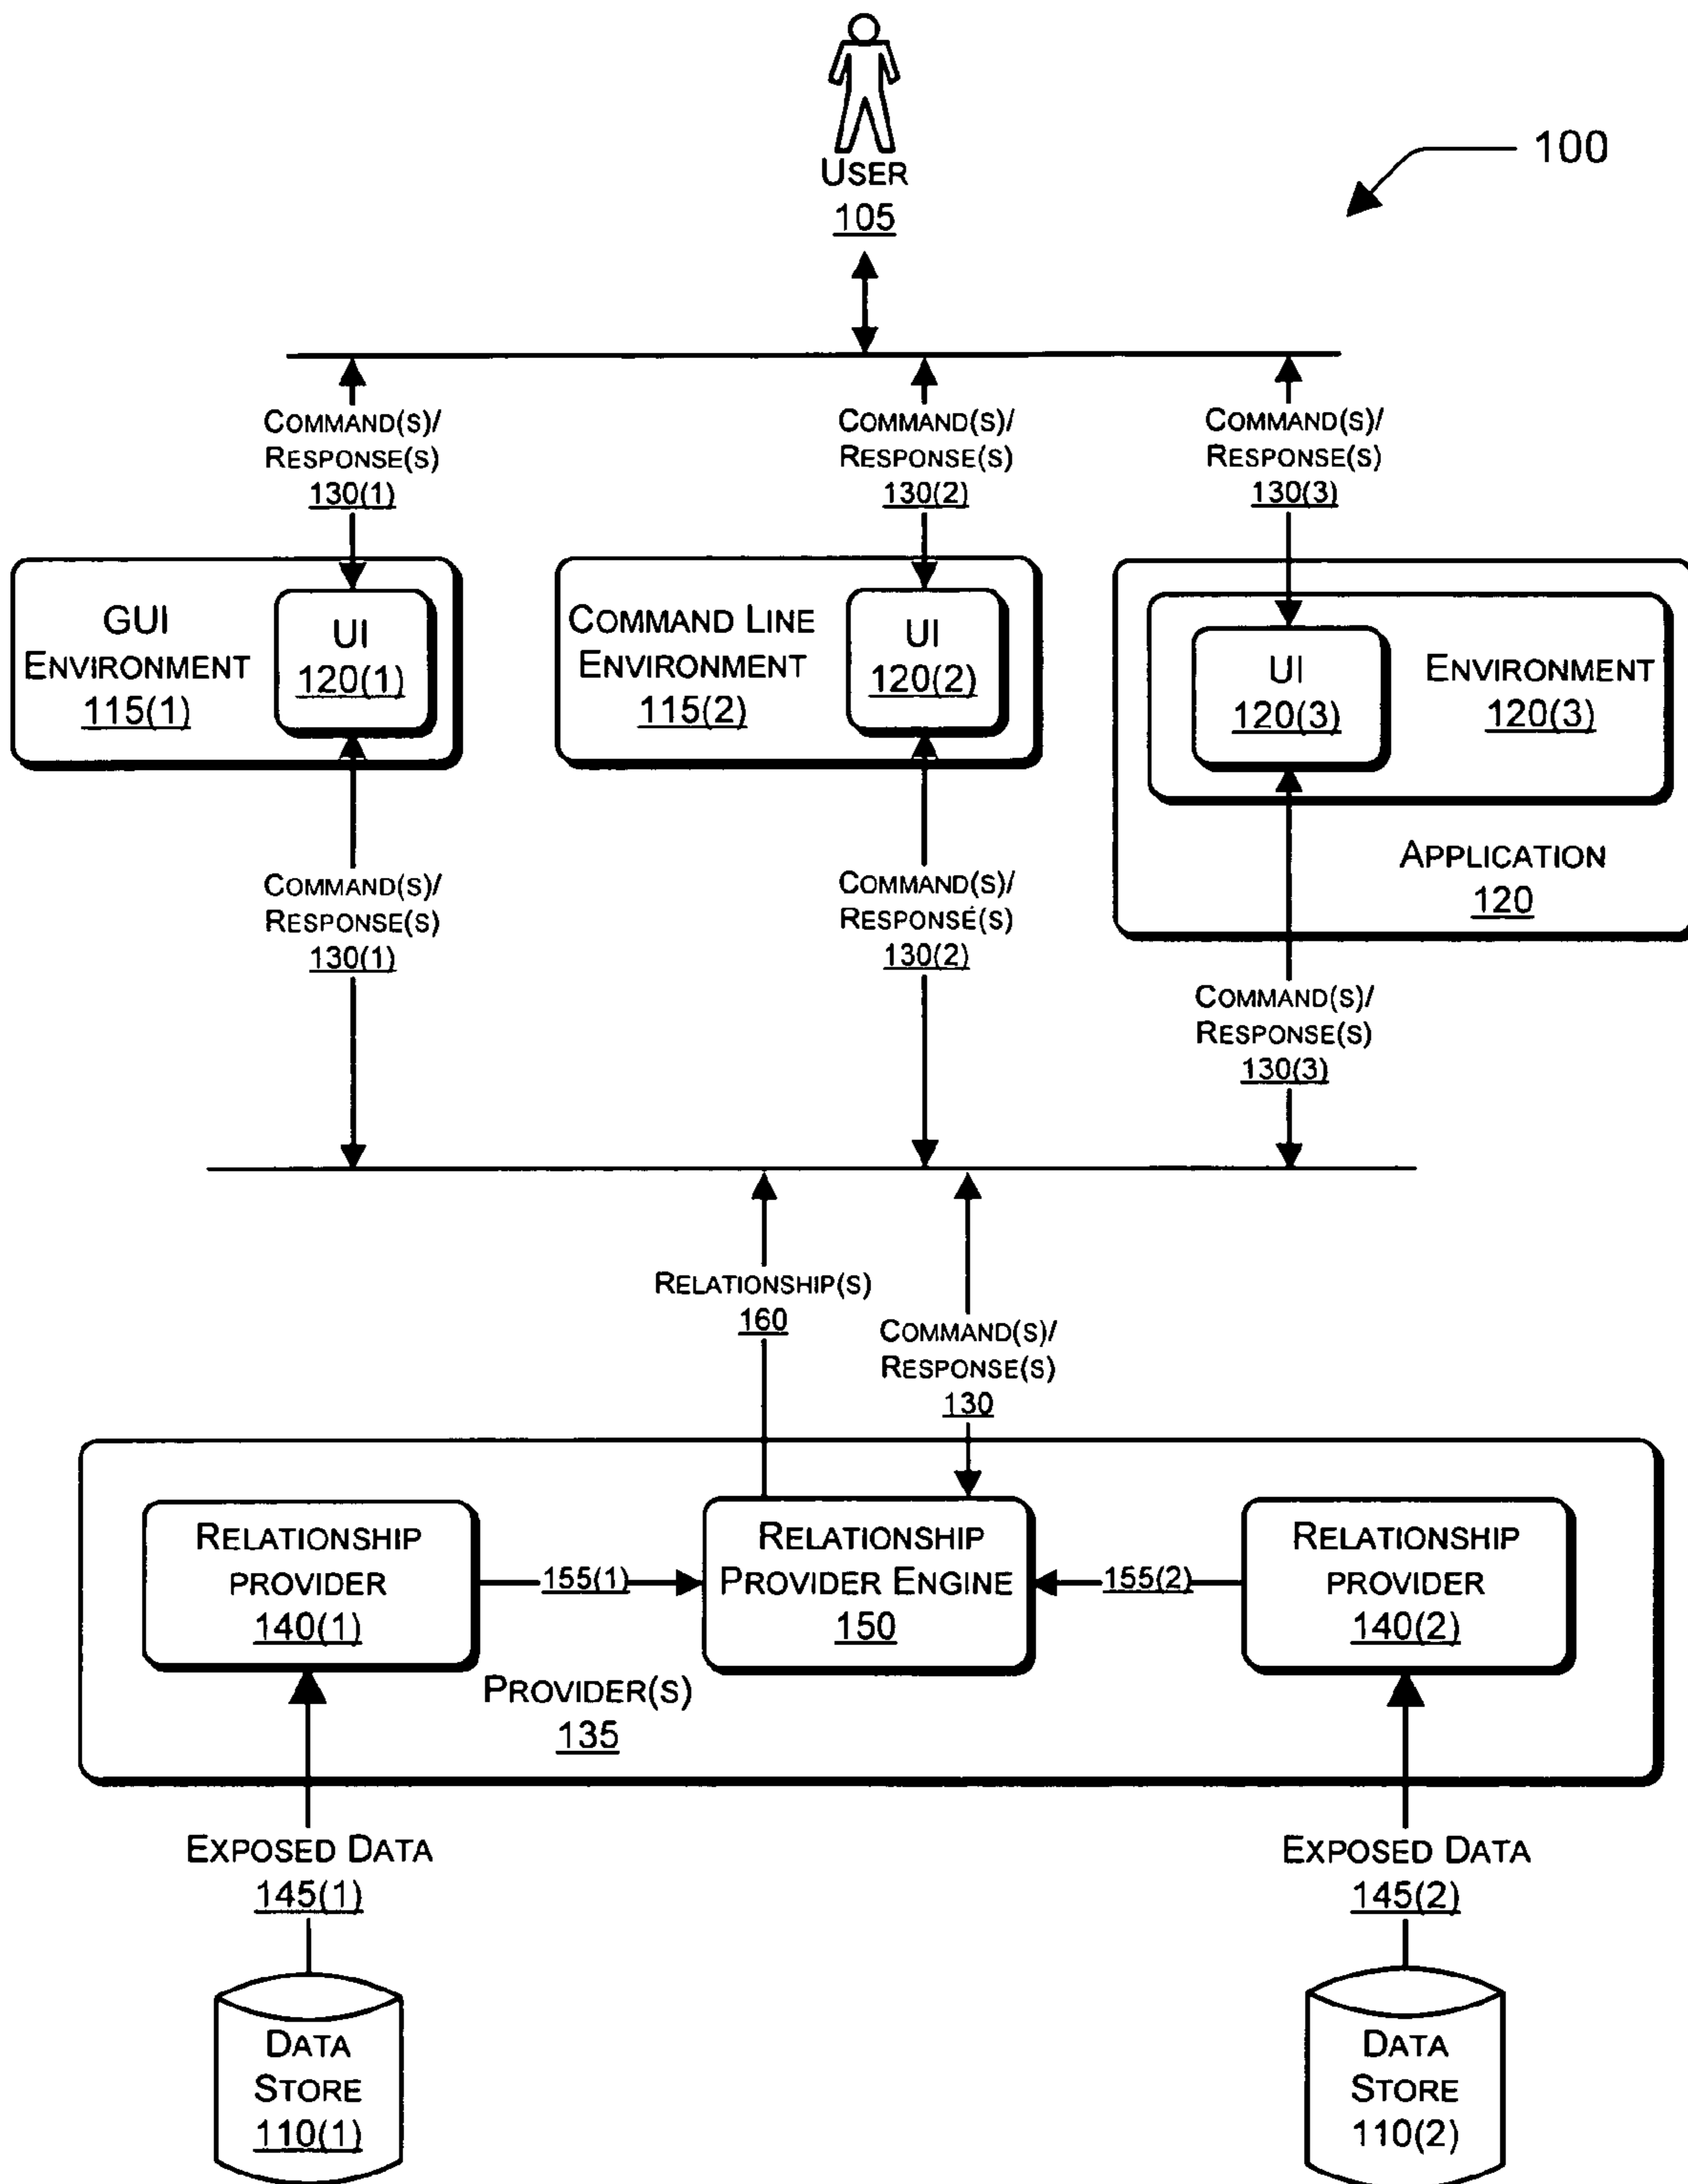 USER
105
100
COMMAND(S)/
RESPONSE(S)
130(1)
COMMAND(S)/
RESPONSE(S)
130(2)
COMMAND(S)/
RESPONSE(S)
130(3)
GUI
ENVIRONMENT
115(1)
UI
120(1)
COMMAND LINE
ENVIRONMENT
115(2)
UI
120(2)
UI
120(3)
ENVIRONMENT
120(3)
APPLICATION
120
COMMAND(S)/
RESPONSE(S)
130(1)
COMMAND(S)/
RESPONSE(S)
130(2)
COMMAND(S)/
RESPONSE(S)
130(3)
RELATIONSHIP(S)
160
COMMAND(S)/
RESPONSE(S)
130
RELATIONSHIP
PROVIDER
140(1)
155(1)
RELATIONSHIP
PROVIDER ENGINE
150
155(2)
RELATIONSHIP
PROVIDER
140(2)
PROVIDER(S)
135
EXPOSED DATA
145(1)
EXPOSED DATA
145(2)
DATA
STORE
110(1)
DATA
STORE
110(2)